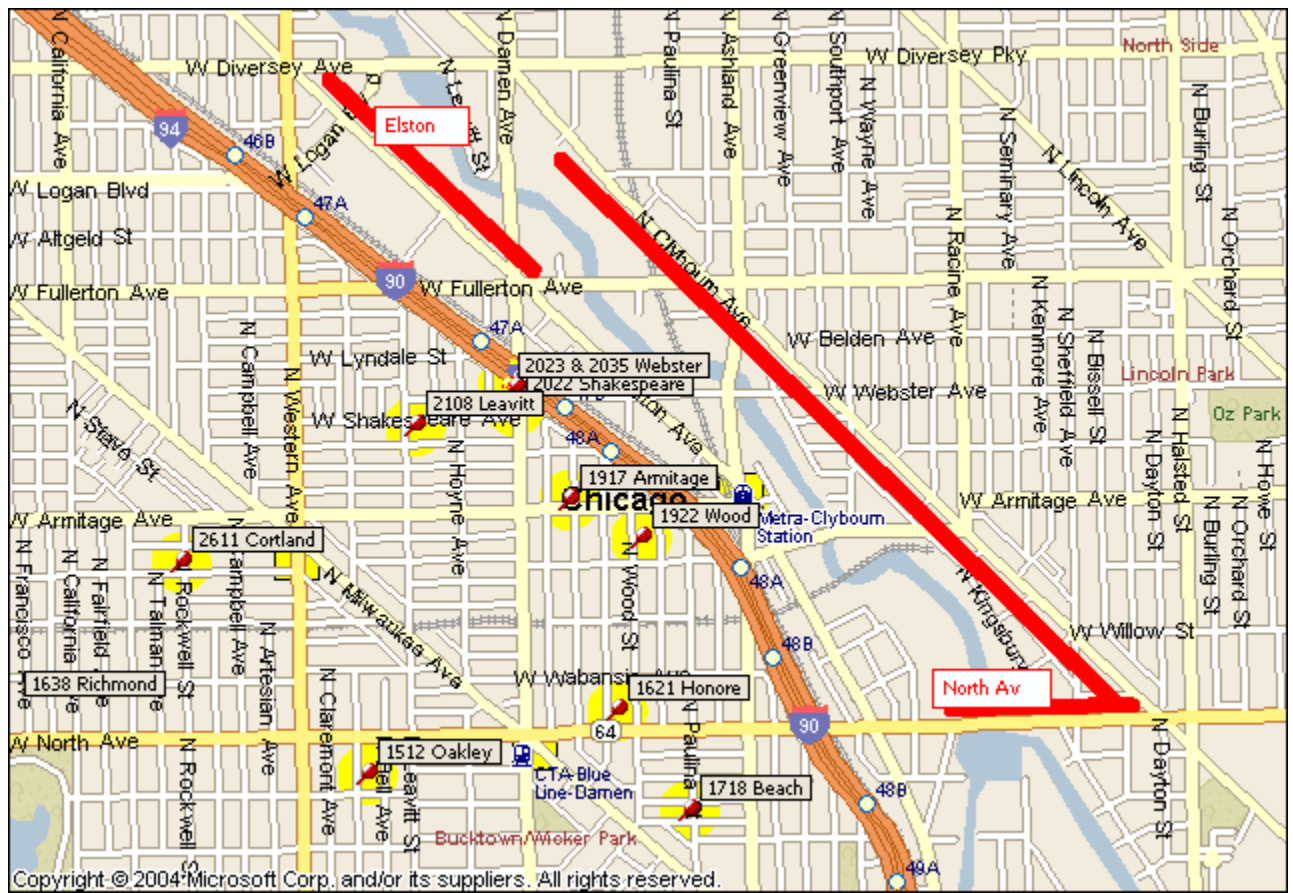 North Side
W Diversey Ave
W Diversey Pky
N California Ave
N Western Ave
N Damen Ave
N Paulina St
N Ashland Ave
N Greenview Ave
N Southport Ave
N Wayne Ave
N Seminary Ave
N Lincoln Ave
N Burling St
N Orchard St
Elston
94
46B
W Logan Blvd
47A
W Altgeld St
N Clybourn Ave
N Racine Ave
90
W Fullerton Ave
W Fullerton Ave
N Kenmore Ave
N Sheffield Ave
N Bissell St
47A
W Belden Ave
W Lyndale St
N Campbell Ave
2023 & 2035 Webster
2022 Shakespeare
W Webster Ave
Lincoln Park
2108 Leavitt
W Shakespeare Ave
Oz Park
N Stave St
N Hoyne Ave
48A
N Halsted St
N Dayton St
N Howe St
1917 Armitage
Chicago
W Armitage Ave
W Armitage Ave
1922 Wood
Metra-Clybourn
Station
N Burling St
N Orchard St
2611 Cortland
N Wood St
48A
N Francisco
N California Ave
N Fairfield Ave
N Talman Ave
N Rockwell St
N Campbell Ave
N Artesian Ave
N Milwaukee Ave
N Kingsbury
W Willow St
48B
W Wabansia Ave
1638 Richmond
1621 Honore
North Av
N Claremont Ave
N Paulina
64
90
W North Ave
1512 Oakley
N Rockwell St
N Leavitt St
CTA-Blue
Line-Damen
1718 Beach
48B
N Dayton St
Bucktown/Wicker Park
49A
Copyright © 2004 Microsoft Corp. and/or its suppliers. All rights reserved.